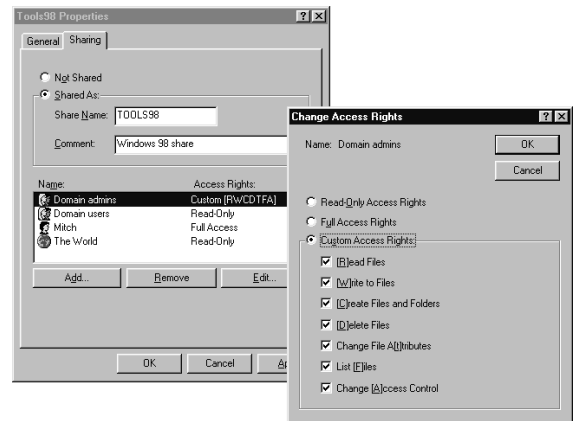 Tools98 Properties
General Sharing
Not Shared
Shared As:
Share Name: TOOLS98
Comment: Windows 98 share
Name: Access Rights:
Domain admins Custom [RWCDTFA]
Domain users Read-Only
Mitch Full Access
The World Read-Only
Add... Remove Edit...
OK Cancel
Change Access Rights
Name: Domain admins
OK
Cancel
Read-Only Access Rights
Full Access Rights
Custom Access Rights:
[R]ead Files
[W]rite to Files
[C]reate Files and Folders
[D]elete Files
Change File A[t]tributes
List [F]iles
Change [A]ccess Control